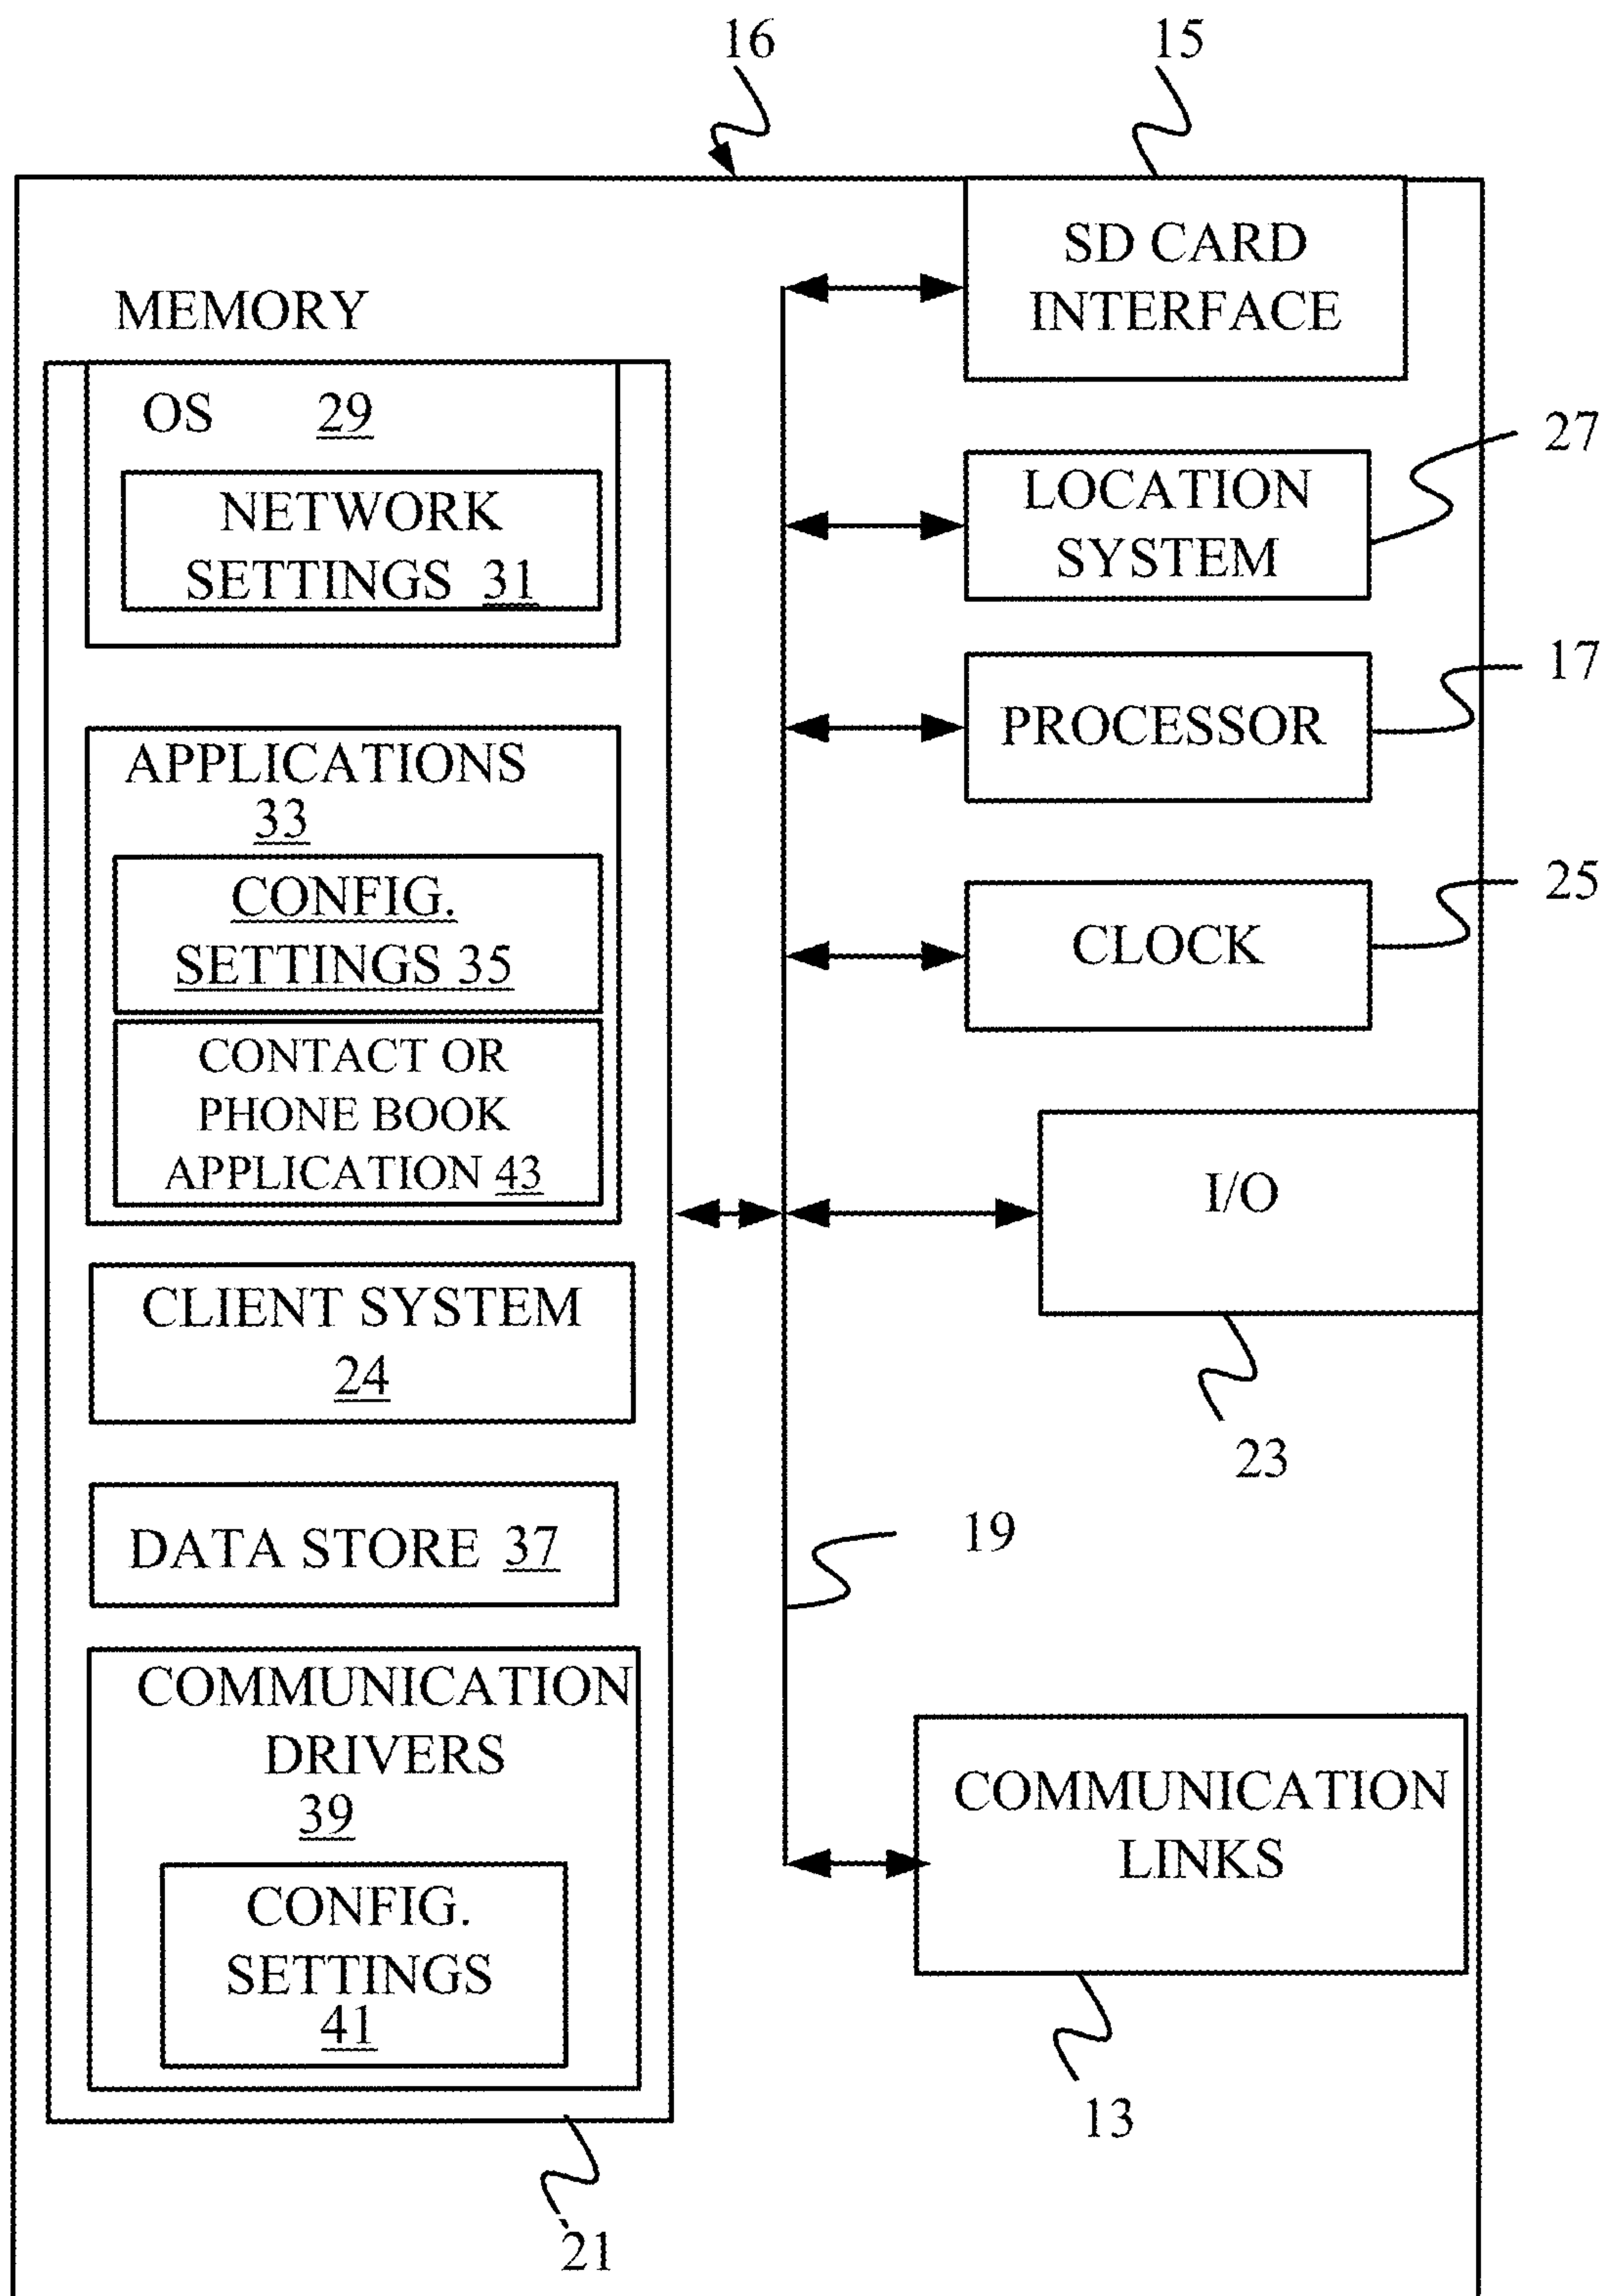 16
15
SD CARD
INTERFACE
MEMORY
OS 29
NETWORK
SETTINGS 31
27
LOCATION
SYSTEM
17
PROCESSOR
APPLICATIONS
33
CONFIG.
SETTINGS 35
25
CLOCK
CONTACT OR
PHONE BOOK
APPLICATION 43
I/O
23
CLIENT SYSTEM
24
19
DATA STORE 37
COMMUNICATION
DRIVERS
39
CONFIG.
SETTINGS
41
COMMUNICATION
LINKS
13
21